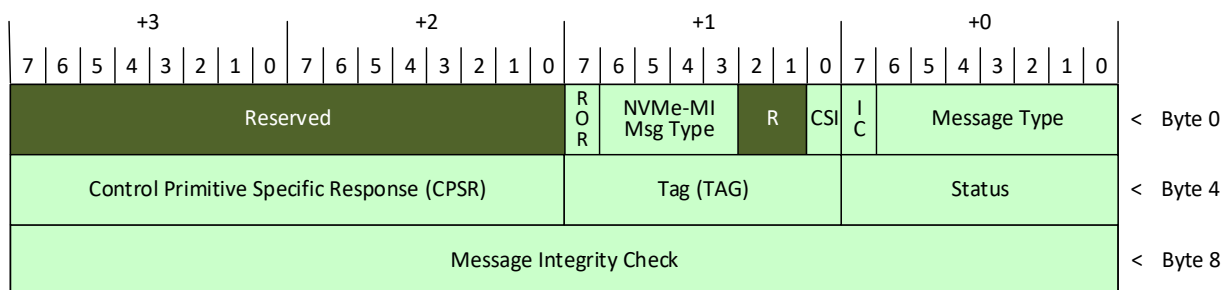 +3 +2 +1 +0
7 6 5 4 3 2 1 0 7 6 5 4 3 2 1 0 7 6 5 4 3 2 1 0 7 6 5 4 3 2 1 0
Reserved
R
O
R
NVMe-MI
Msg Type
R
CSI
I
C
Message Type
< Byte 0
Control Primitive Specific Response (CPSR) Tag (TAG) Status < Byte 4
Message Integrity Check < Byte 8